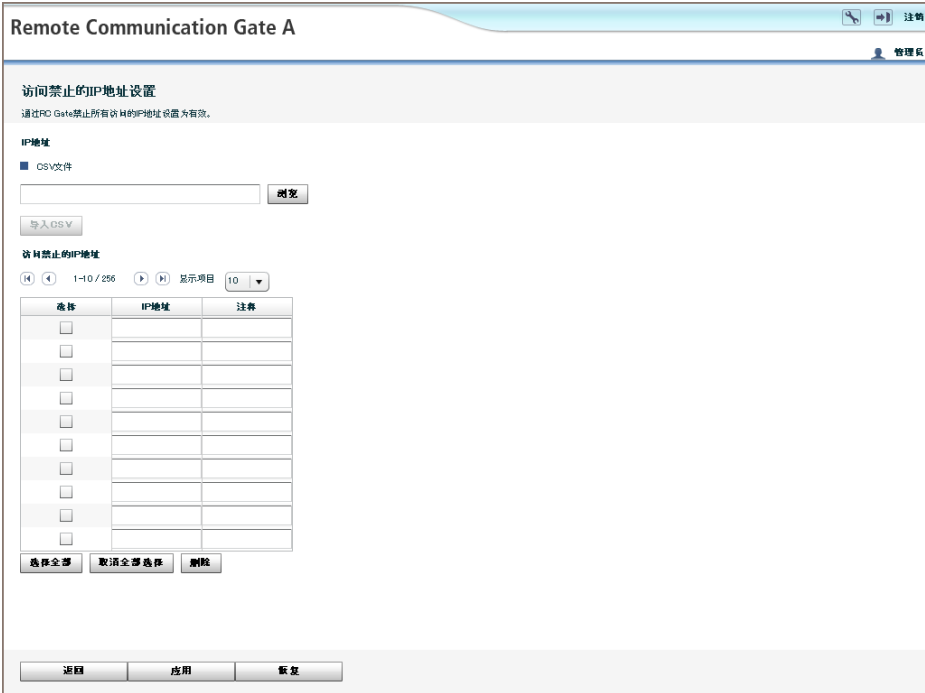 Remote Communication Gate A
注销
管理员
访问禁止的IP地址设置
通过RC Gate禁止所有访问的IP地址设置为有效。
IP地址
CSV文件
浏览
导入CSV
访问禁止的IP地址
1-10 / 256 显示项目 10
选择 IP地址 注释
选择全部 取消全部选择 删除
返回 应用 恢复